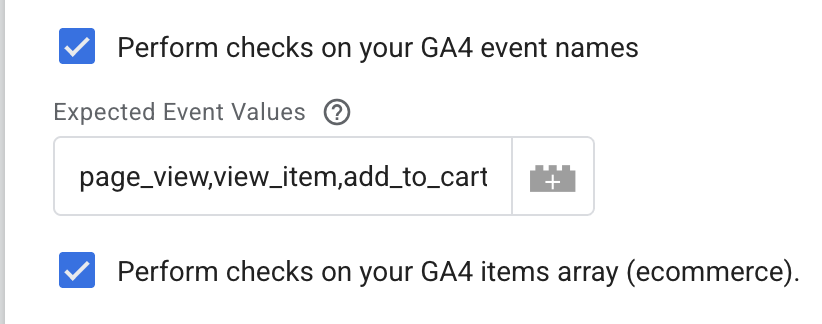 Perform checks on your GA4 event names
Expected Event Values ?
page_view,view_item,add_to_cart
Perform checks on your GA4 items array (ecommerce).